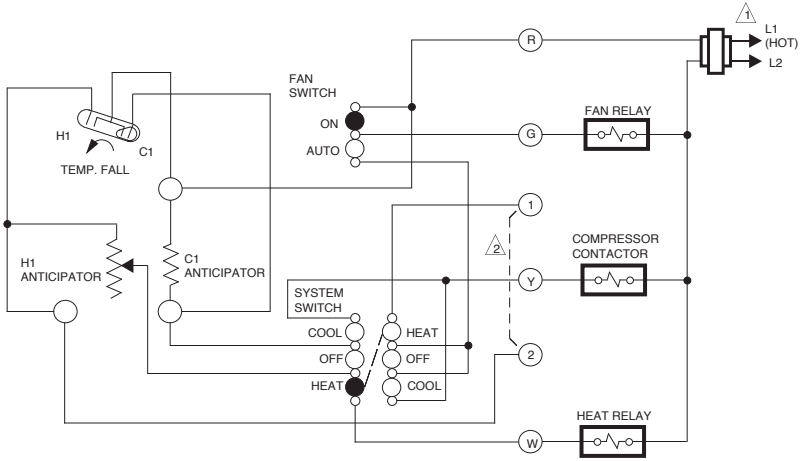 1
L1
(HOT)
L2
R
FAN
SWITCH
ON
AUTO
G
FAN RELAY
H1
C1
TEMP. FALL
1
2
H1
ANTICIPATOR
C1
ANTICIPATOR
COMPRESSOR
CONTACTOR
Y
SYSTEM
SWITCH
COOL
HEAT
OFF
OFF
HEAT
COOL
2
HEAT RELAY
W